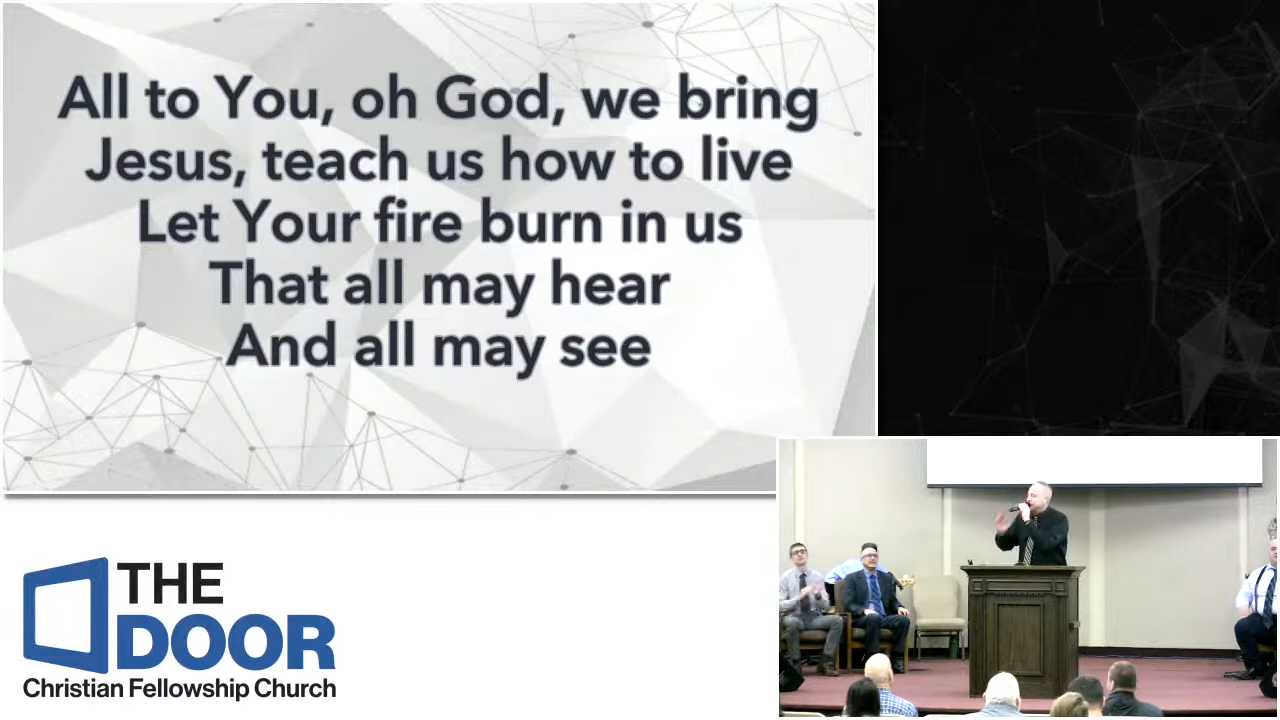 All to You, oh God, we bring
Jesus, teach us how to live
Let Your fire burn in us
That all may hear
And all may see
THE
DOOR
Christian Fellowship Church